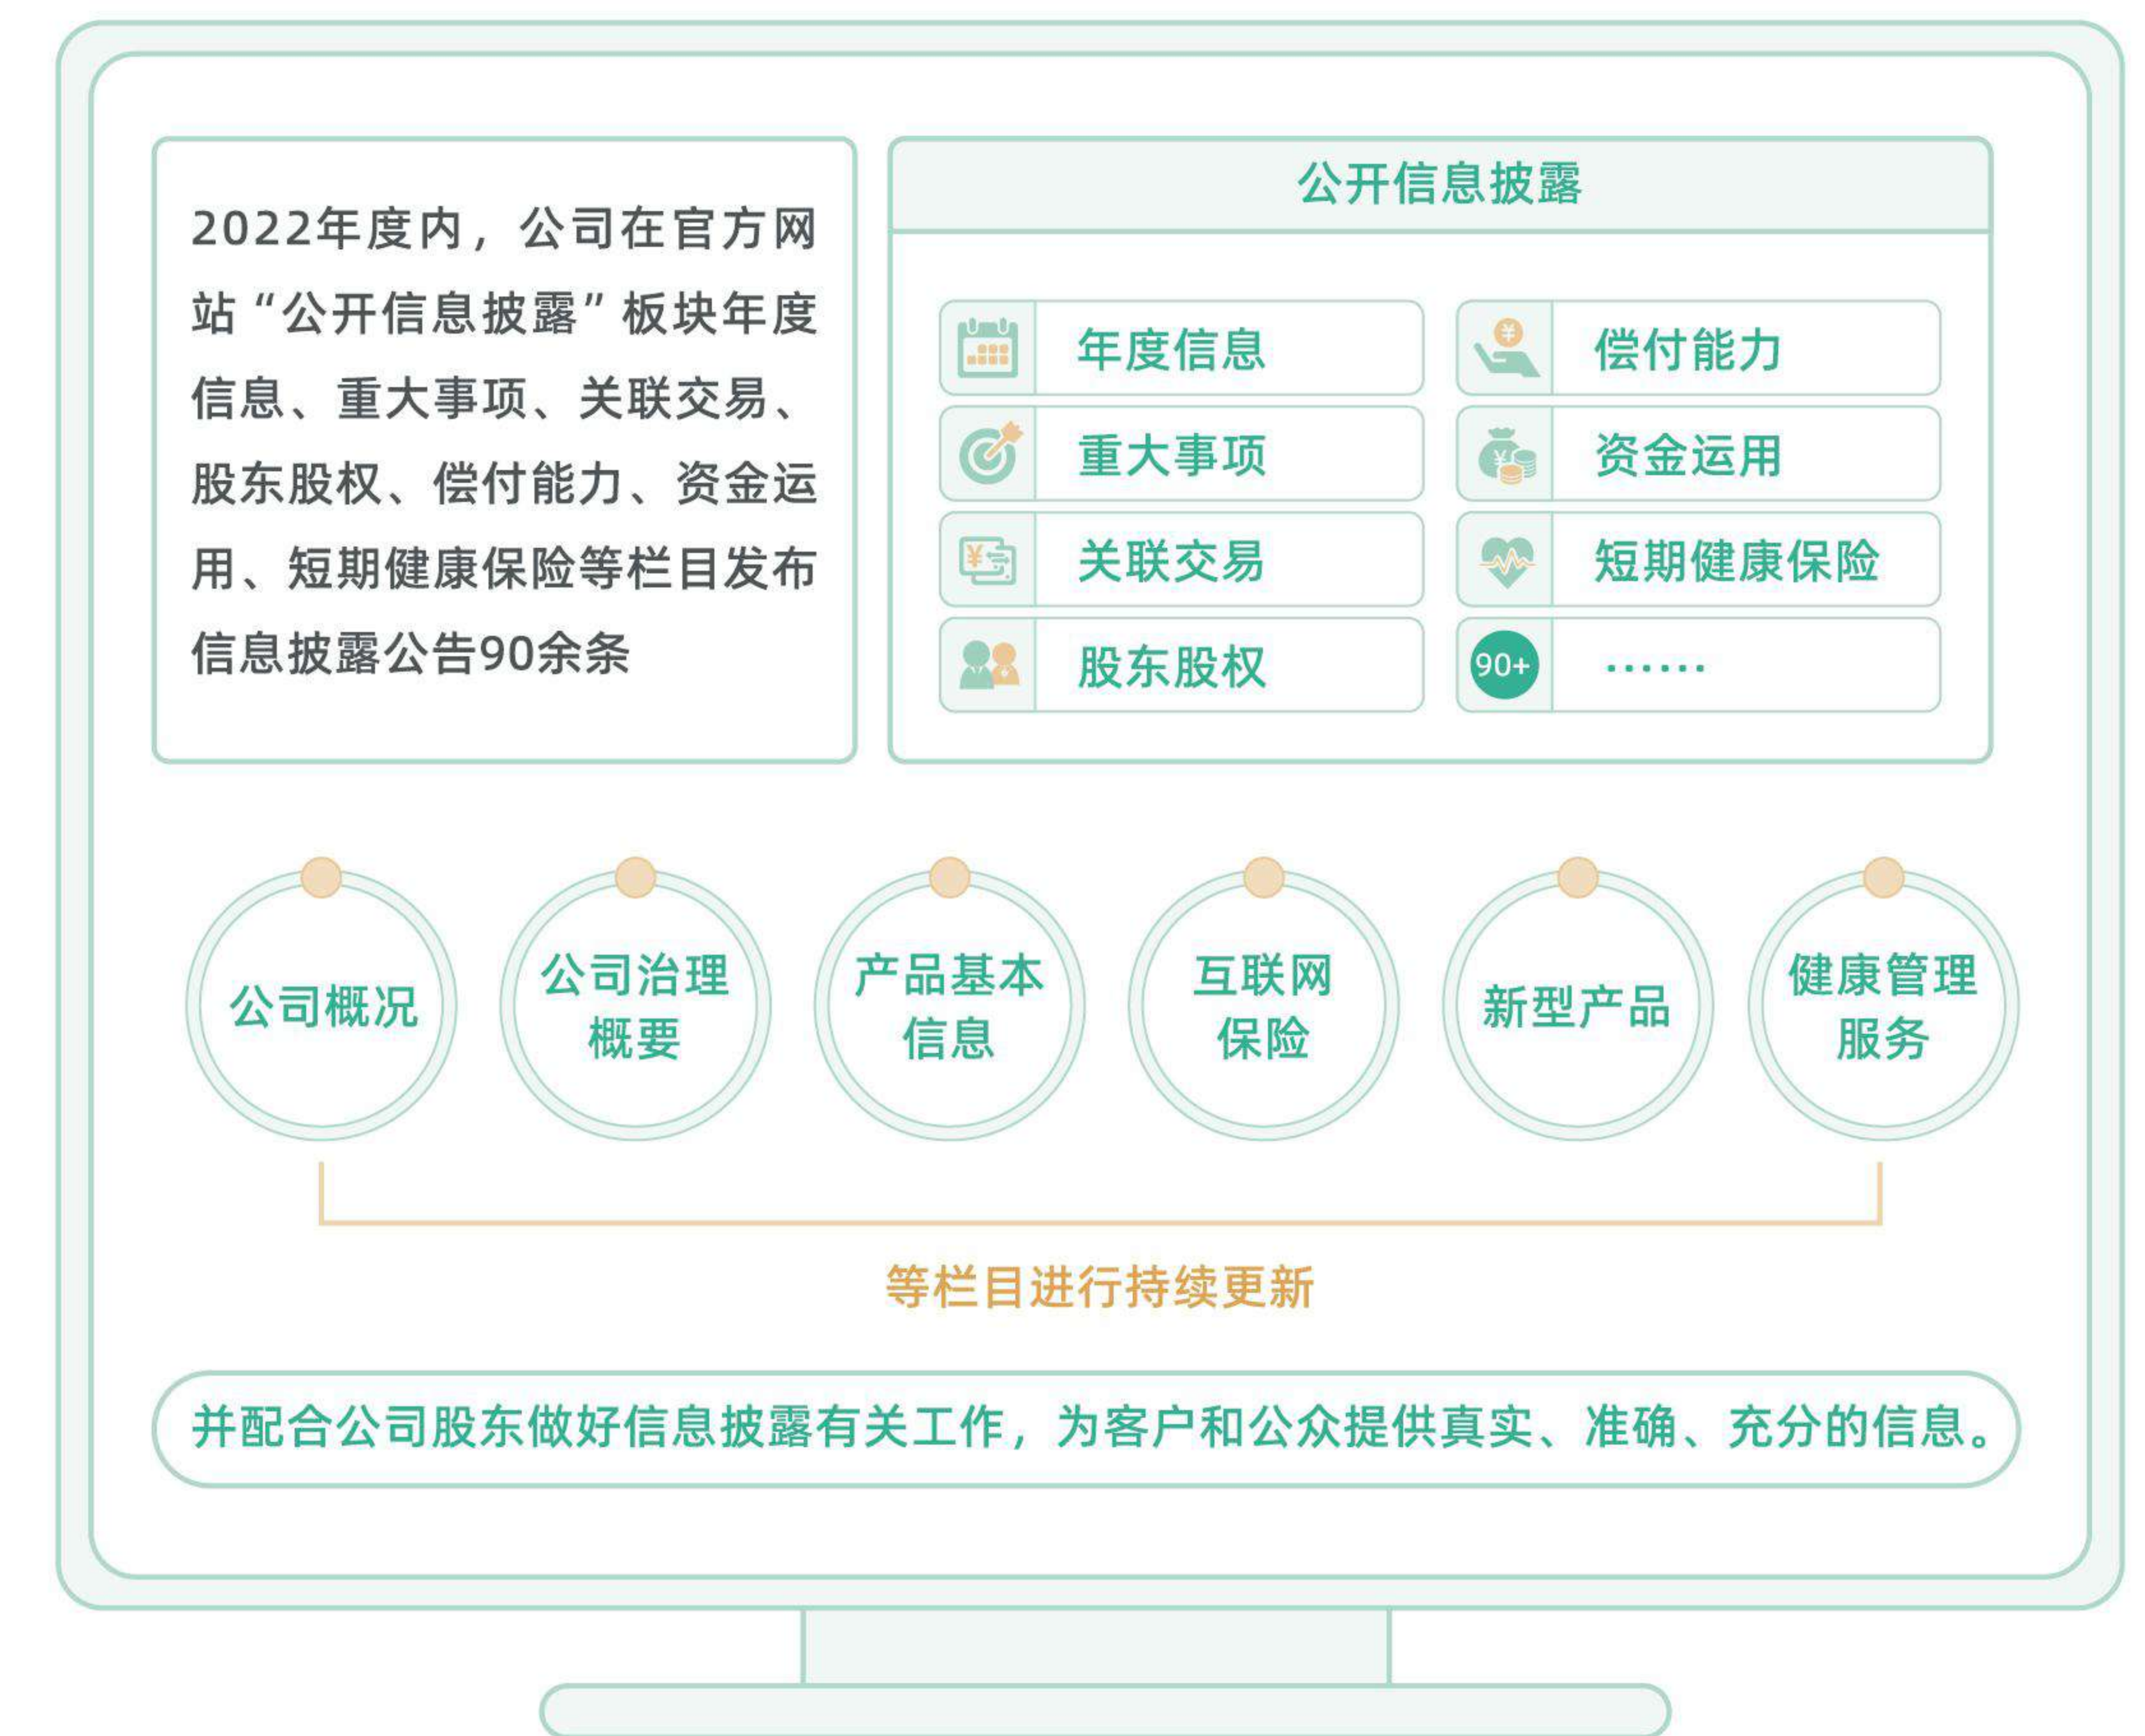 2022年度内，公司在官方网
站“公开信息披露”板块年度
信息、重大事项、关联交易、
股东股权、偿付能力、资金运
用、短期健康保险等栏目发布
信息披露公告90余条
公开信息披露
年度信息
偿付能力
重大事项
资金运用
关联交易
短期健康保险
股东股权
90+
……
公司概况
公司治理
概要
产品基本
信息
互联网
保险
新型产品
健康管理
服务
等栏目进行持续更新
并配合公司股东做好信息披露有关工作，为客户和公众提供真实、准确、充分的信息。